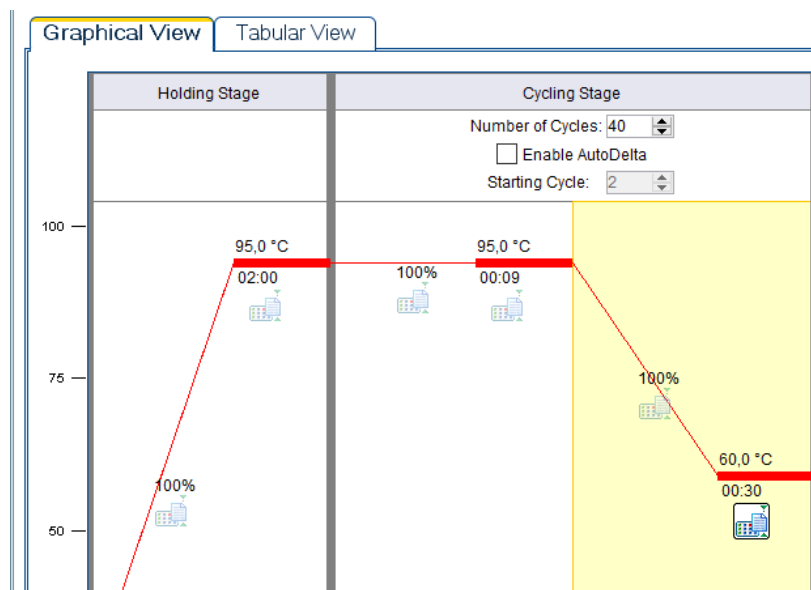 Graphical View
Tabular View
Holding Stage
Cycling Stage
Number of Cycles: 40
Enable AutoDelta
Starting Cycle: 2
100
95,0 °C
95,0 °C
02:00
100%
00:09
75
100%
60,0 °C
100%
00:30
50